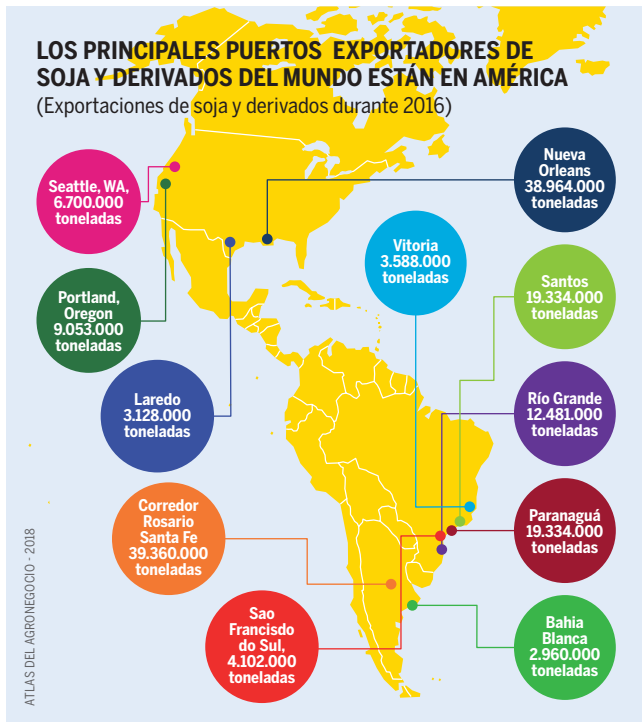 LOS PRINCIPALES PUERTOS EXPORTADORES DE
SOJA Y DERIVADOS DEL MUNDO ESTÁN EN AMÉRICA
(Exportaciones de soja y derivados durante 2016)
Seattle, WA,
6.700.000
toneladas
Nueva
Orleans
38.964.000
toneladas
Vitoria
3.588.000
toneladas
Portland,
Oregon
9.053.000
toneladas
Santos
19.334.000
toneladas
Laredo
3.128.000
toneladas
Río Grande
12.481.000
toneladas
Corredor
Rosario
Santa Fe
39.360.000
toneladas
Paranaguá
19.334.000
toneladas
Sao
Francisdo
do Sul,
4.102.000
toneladas
Bahia
Blanca
2.960.000
toneladas
ATLAS DEL AGRONEGOCIO - 2018